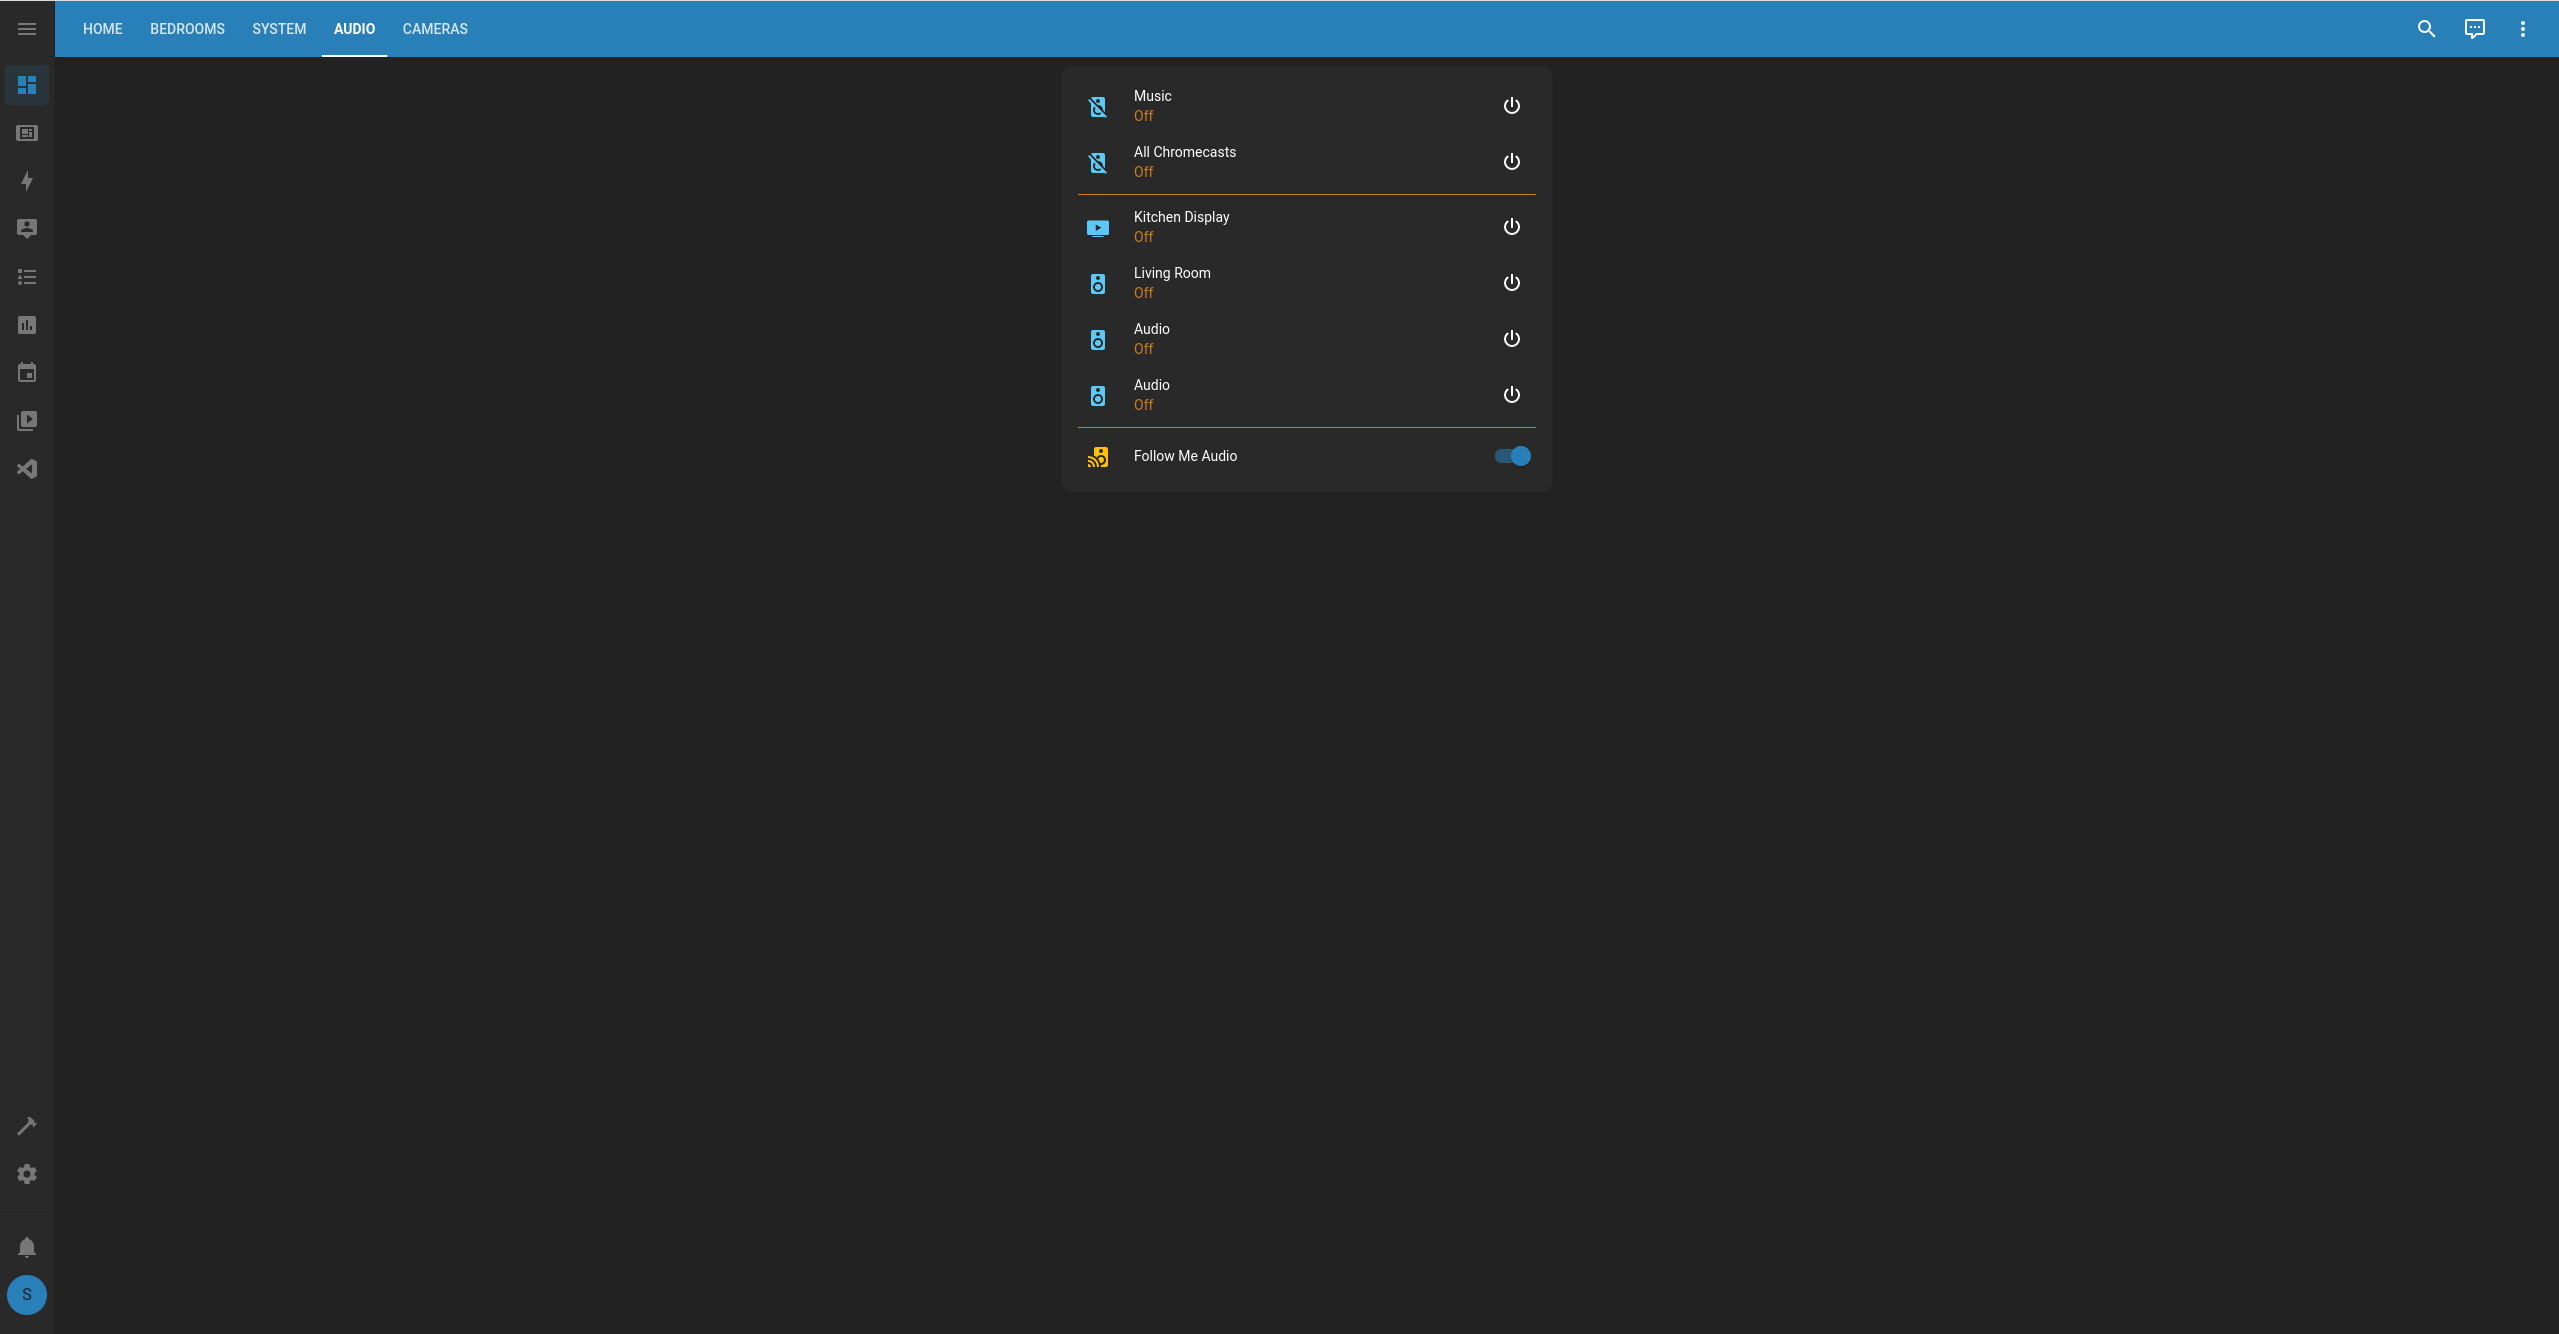 HOME BEDROOMS SYSTEM AUDIO CAMERAS
Music
Off
All Chromecasts
Off
Kitchen Display
Off
Living Room
Off
Audio
Off
Audio
Off
Follow Me Audio
S